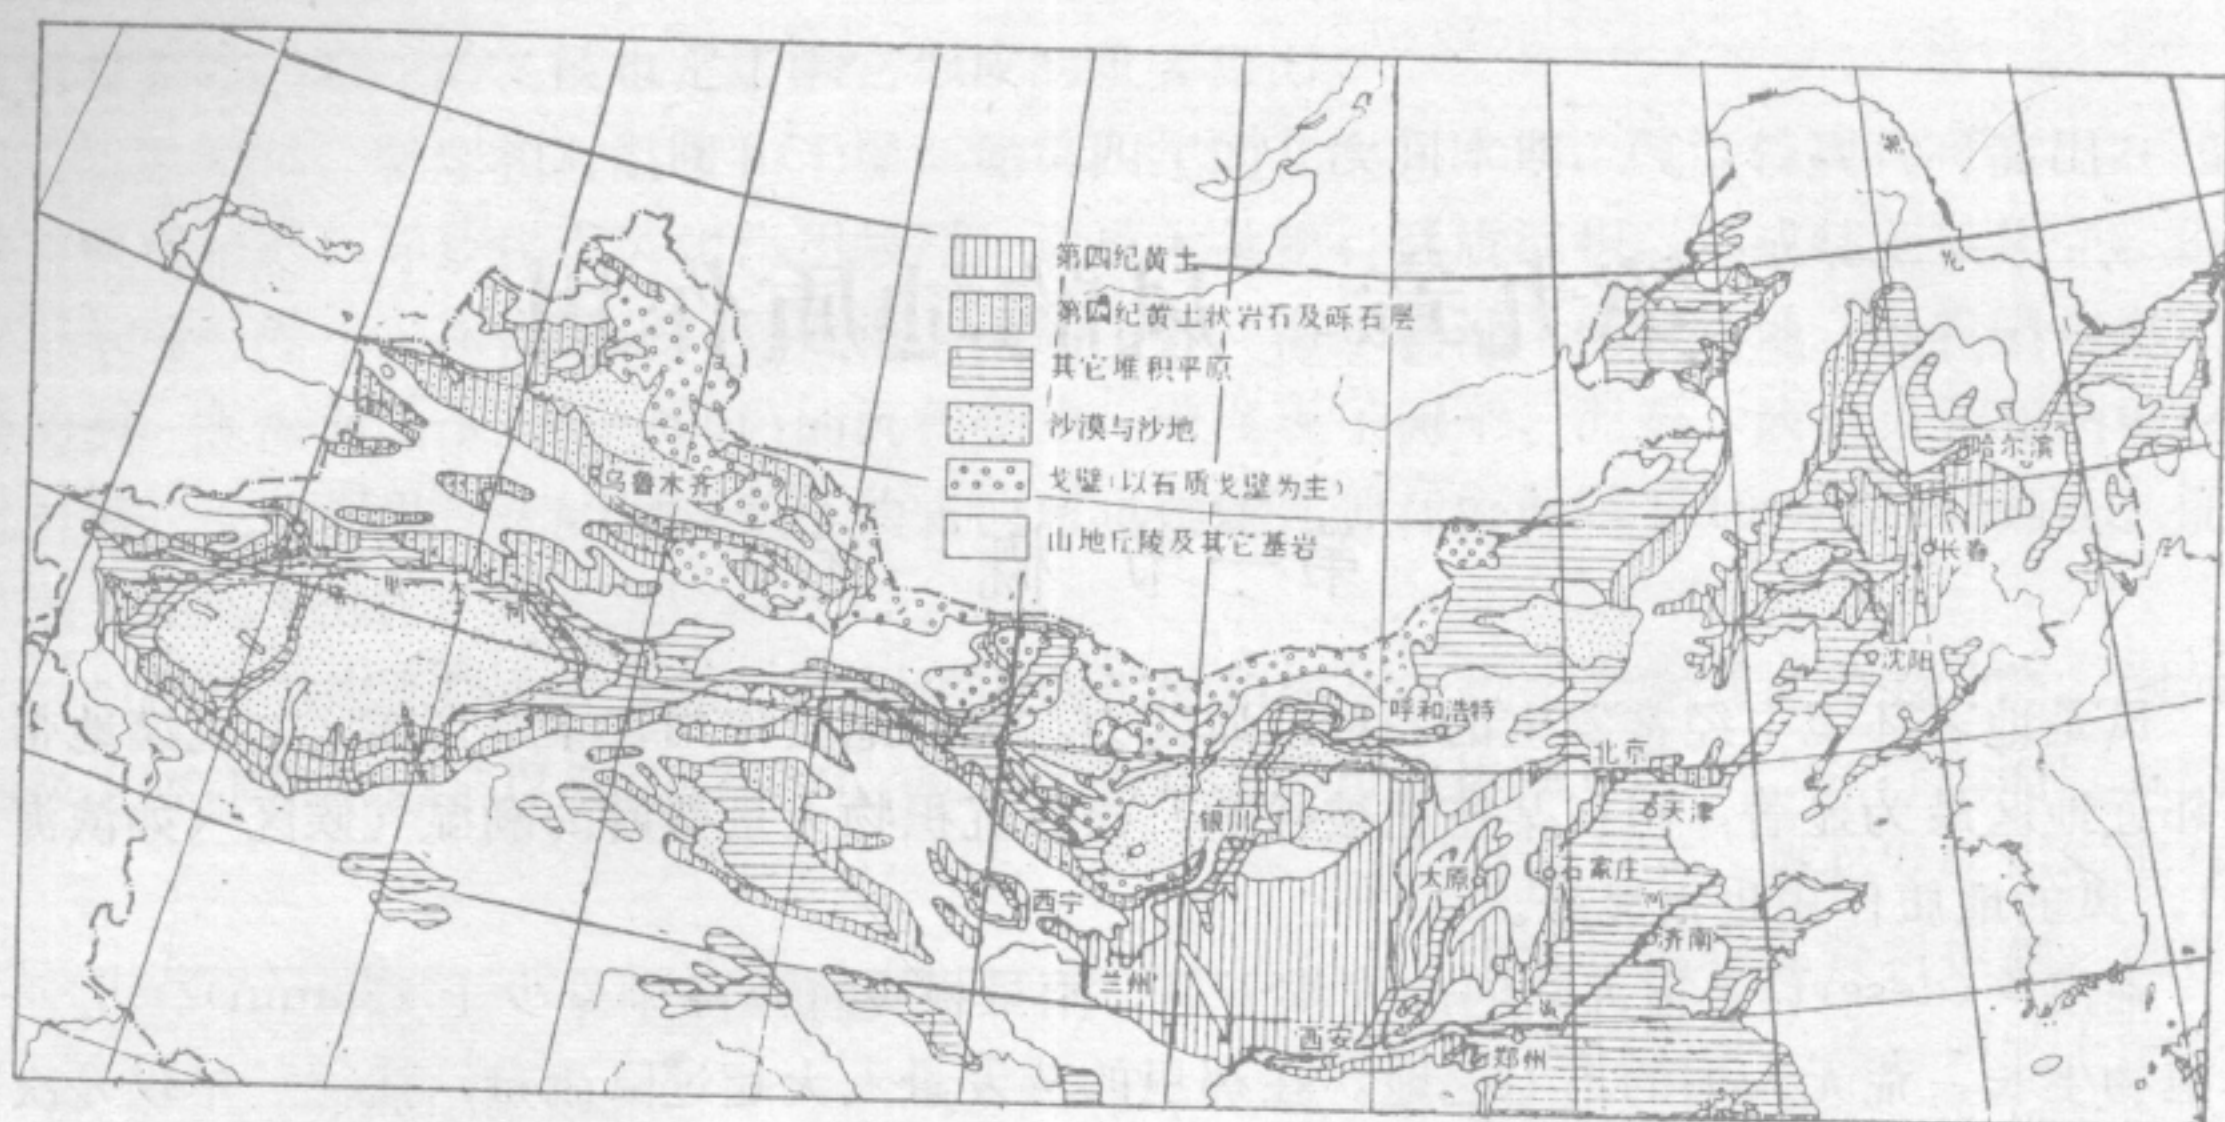 第四纪黄土
第四纪黄土状岩石及砾石层
其它堆积平原
沙漠与沙地
戈壁(以石质戈壁为主)
山地丘陵及其它基岩
乌鲁木齐
哈尔滨
长春
沈阳
呼和浩特
北京
天津
银川
太原
石家庄
西宁
济南
兰州
西安
郑州